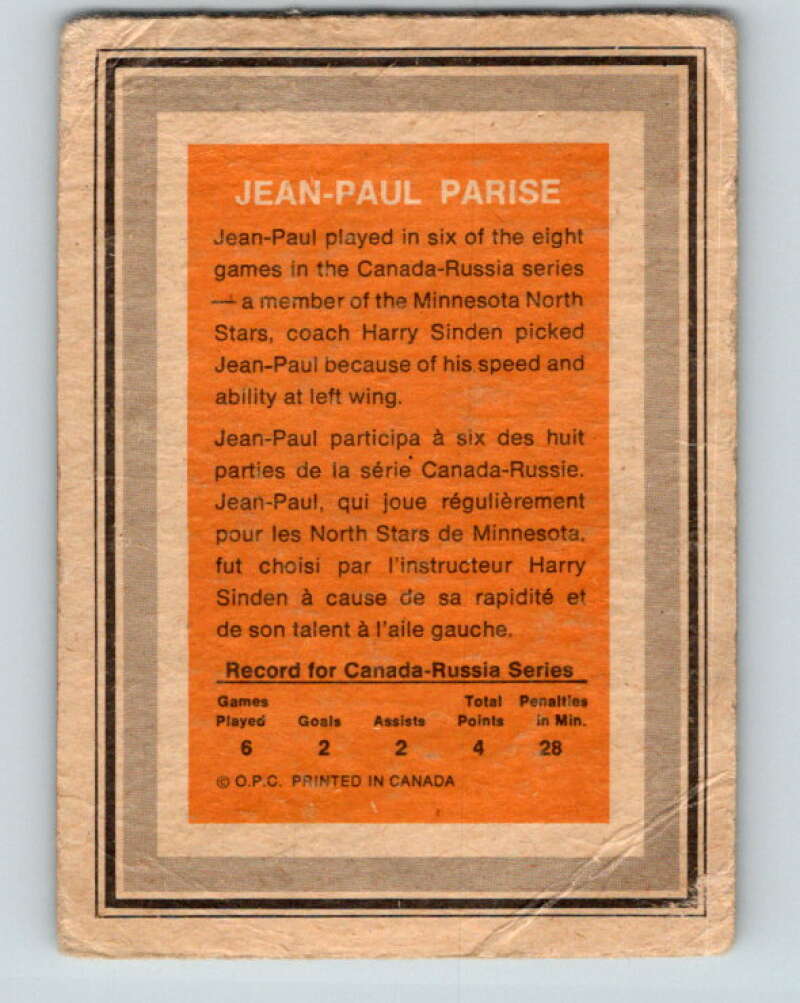 JEAN-PAUL PARISE
Jean-Paul played in six of the eight
games in the Canada-Russia series
— a member of the Minnesota North
Stars, coach Harry Sinden picked
Jean-Paul because of his speed and
ability at left wing.
Jean-Paul participa à six des huit
parties de la série Canada-Russie.
Jean-Paul, qui joue régulièrement
pour les North Stars de Minnesota,
fut choisi par l'instructeur Harry
Sinden à cause de sa rapidité et
de son talent à l'aile gauche.
Record for Canada-Russia Series
Games Total Penalties
Played Goals Assists Points in Min.
6 2 2 4 28
© O.P.C. PRINTED IN CANADA